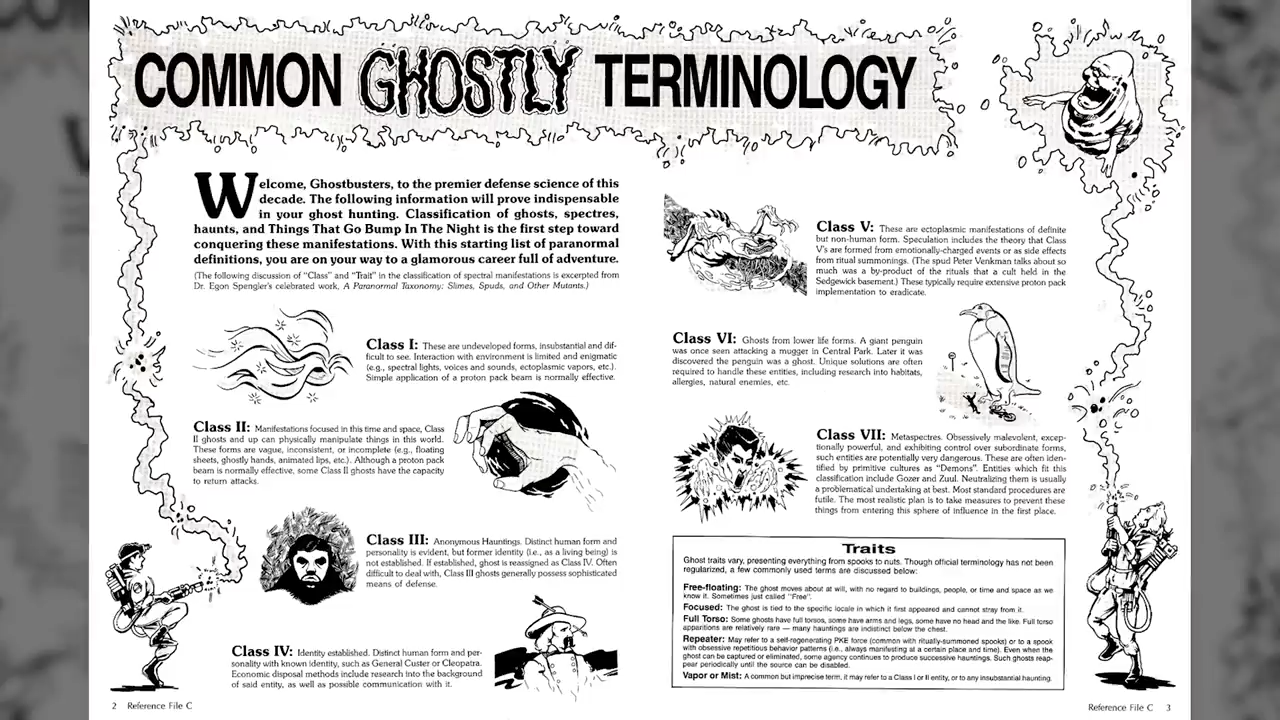 COMMON GHOSTLY TERMINOLOGY
Welcome, Ghostbusters, to the premier defense science of this
decade. The following information will prove indispensable
in your ghost hunting. Classification of ghosts, spectres,
haunts, and Things That Go Bump In The Night is the first step toward
conquering these manifestations. With this starting list of paranormal
definitions, you are on your way to a glamorous career full of adventure.
(The following discussion of "Class" and "Trait" in the classification of spectral manifestations is excerpted from
Dr. Egon Spengler's celebrated work, A Paranormal Taxonomy: Slimes, Spuds, and Other Mutants.)
Class I: These are undeveloped forms, insubstantial and dif-
ficult to see. Interaction with environment is limited and enigmatic
(e.g., spectral lights, voices and sounds, ectoplasmic vapors, etc.).
Simple application of a proton pack beam is normally effective.
Class II: Manifestations focused in this time and space, Class
II ghosts and up can physically manipulate things in this world.
These forms are vague, inconsistent, or incomplete (e.g., floating
sheets, ghostly hands, animated lips, etc.). Although a proton pack
beam is normally effective, some Class II ghosts have the capacity
to return attacks.
Class III: Anonymous Hauntings. Distinct human form and
personality is evident, but former identity (i.e., as a living being) is
not established. If established, ghost is reassigned as Class IV. Often
difficult to deal with, Class III ghosts generally possess sophisticated
means of defense.
Class IV: Identity established. Distinct human form and per-
sonality with known identity, such as General Custer or Cleopatra.
Economic disposal methods include research into the background
of said entity, as well as possible communication with it.
2 Reference File C
Class V: These are ectoplasmic manifestations of definite
but non-human form. Speculation includes the theory that Class
V's are formed from emotionally-charged events or as side effects
from ritual summonings. (The spud Peter Venkman talks about so
much was a by-product of the rituals that a cult held in the
Sedgewick basement.) These typically require extensive proton pack
implementation to eradicate.
Class VI: Ghosts from lower life forms. A giant penguin
was once seen attacking a mugger in Central Park. Later it was
discovered the penguin was a ghost. Unique solutions are often
required to handle these entities, including research into habitats,
allergies, natural enemies, etc.
Class VII: Metaspectres. Obsessively malevolent, excep-
tionally powerful, and exhibiting control over subordinate forms,
such entities are potentially very dangerous. These are often iden-
tified by primitive cultures as "Demons". Entities which fit this
classification include Gozer and Zuul. Neutralizing them is usually
a problematical undertaking at best. Most standard procedures are
futile. The most realistic plan is to take measures to prevent these
things from entering this sphere of influence in the first place.
Traits
Ghost traits vary, presenting everything from spooks to nuts. Though official terminology has not been
regularized, a few commonly used terms are discussed below:
Free-floating: The ghost moves about at will, with no regard to buildings, people, or time and space as we
know it. Sometimes just called "Free".
Focused: The ghost is tied to the specific locale in which it first appeared and cannot stray from it.
Full Torso: Some ghosts have full torsos, some have arms and legs, some have no head and the like. Full torso
apparitions are relatively rare — many hauntings are indistinct below the chest.
Repeater: May refer to a self-regenerating PKE force (common with ritually-summoned spooks) or to a spook
with obsessive repetitious behavior patterns (i.e., always manifesting at a certain place and time). Even when the
ghost can be captured or eliminated, some agency continues to produce successive hauntings. Such ghosts reap-
pear periodically until the source can be disabled.
Vapor or Mist: A common but imprecise term, it may refer to a Class I or II entity, or to any insubstantial haunting.
Reference File C 3